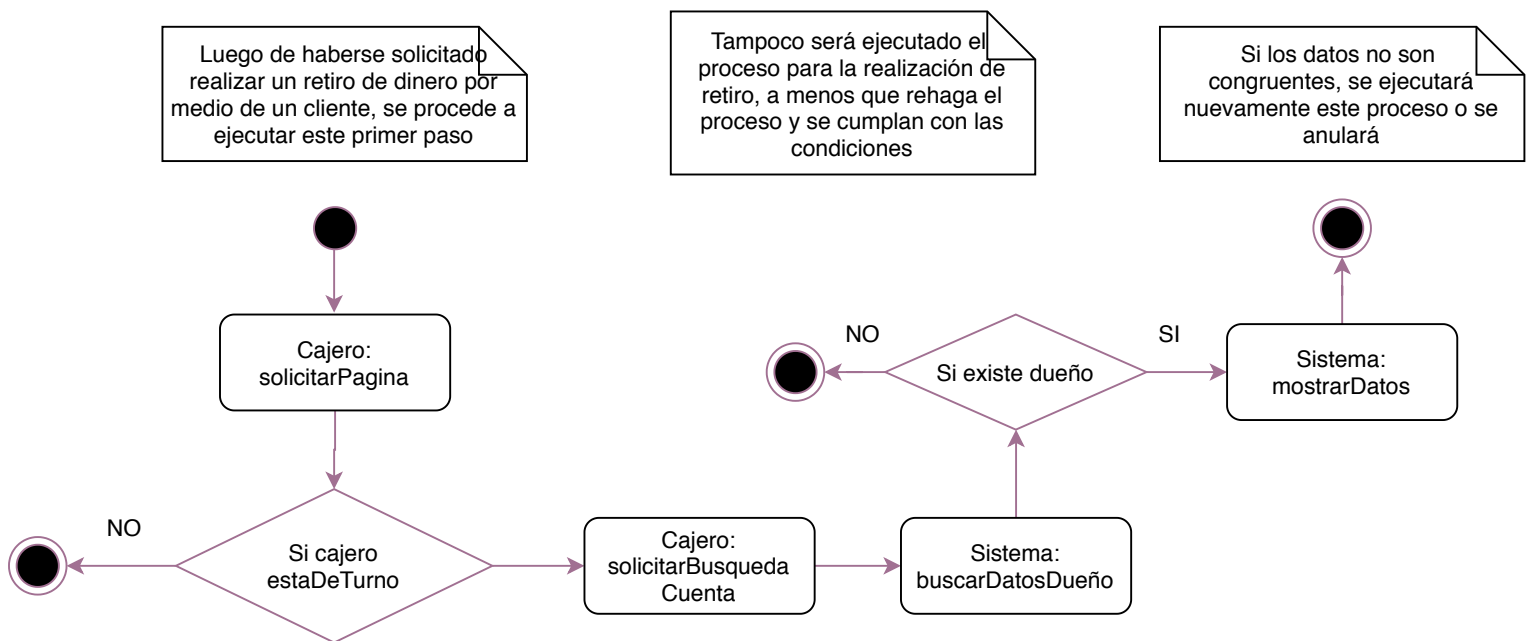 Luego de haberse solicitado
realizar un retiro de dinero por
medio de un cliente, se procede a
ejecutar este primer paso
Tampoco será ejecutado el
proceso para la realización de
retiro, a menos que rehaga el
proceso y se cumplan con las
condiciones
Si los datos no son
congruentes, se ejecutará
nuevamente este proceso o se
anulará
Cajero:
solicitarPagina
NO
Si existe dueño
SI
Sistema:
mostrarDatos
NO
Si cajero
estaDeTurno
Cajero:
solicitarBusqueda
Cuenta
Sistema:
buscarDatosDueño